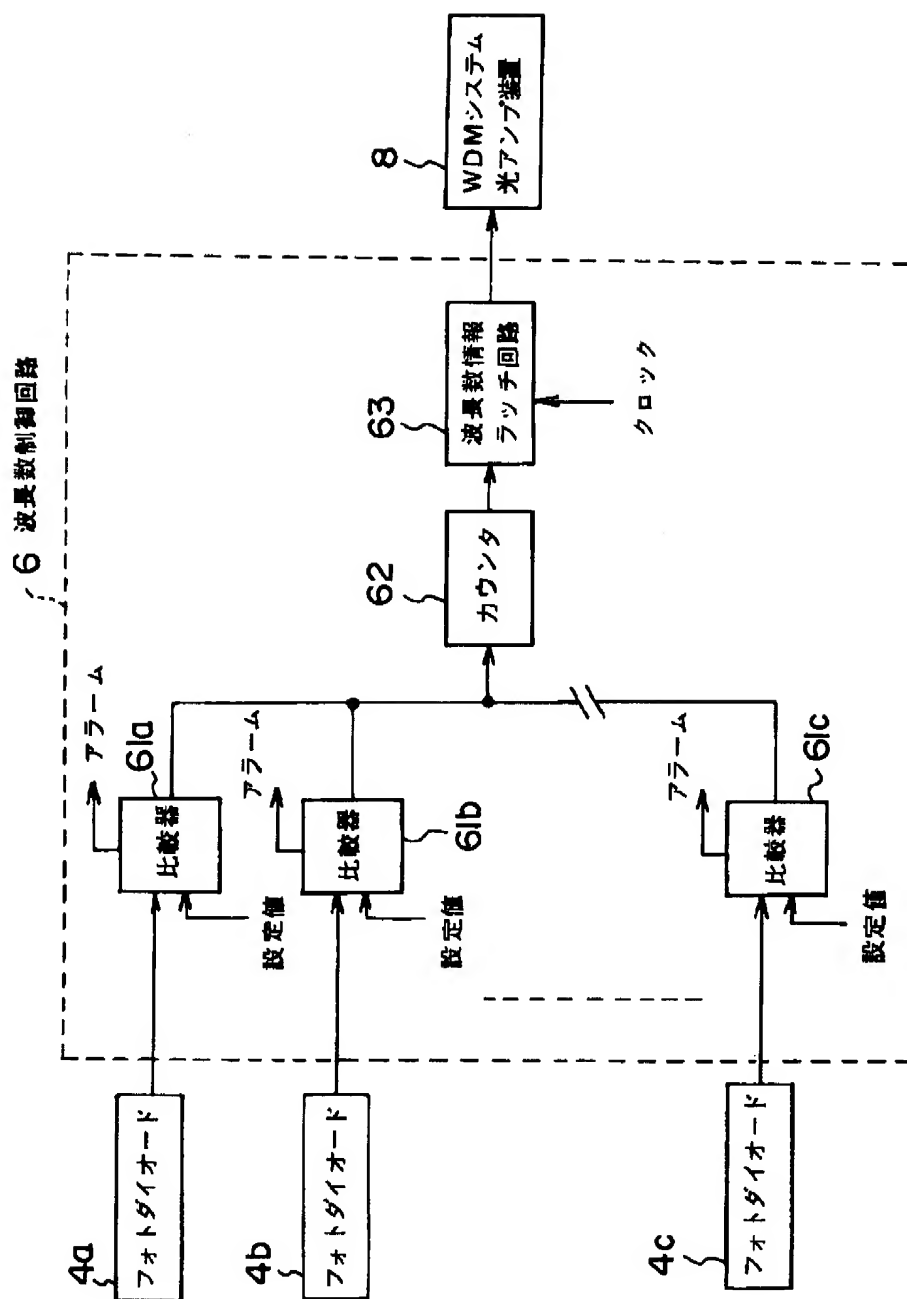 6 波長数制御回路
4a
フォトダイオード
4b
フォトダイオード
4c
フォトダイオード
アラーム
61a
比較器
設定値
アラーム
61b
比較器
設定値
アラーム
61c
比較器
設定値
62
カウンタ
63
波長数情報
ラッチ回路
クロック
8
WDMシステム
光アンプ装置